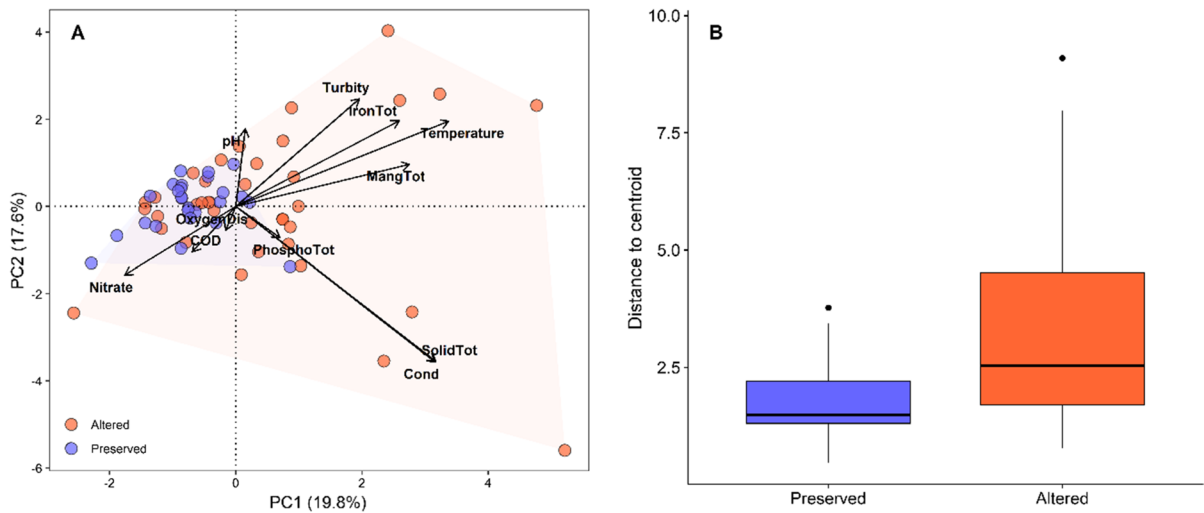 A
4
2
0
-2
-4
-6
PC2 (17.6%)
Turbity
IronTot
Temperature
pH
MangTot
OxygenDis
COD
PhosphoTot
Nitrate
SolidTot
Cond
Altered
Preserved
-2
0
2
4
PC1 (19.8%)
B
10.0
7.5
5.0
2.5
Distance to centroid
Preserved
Altered